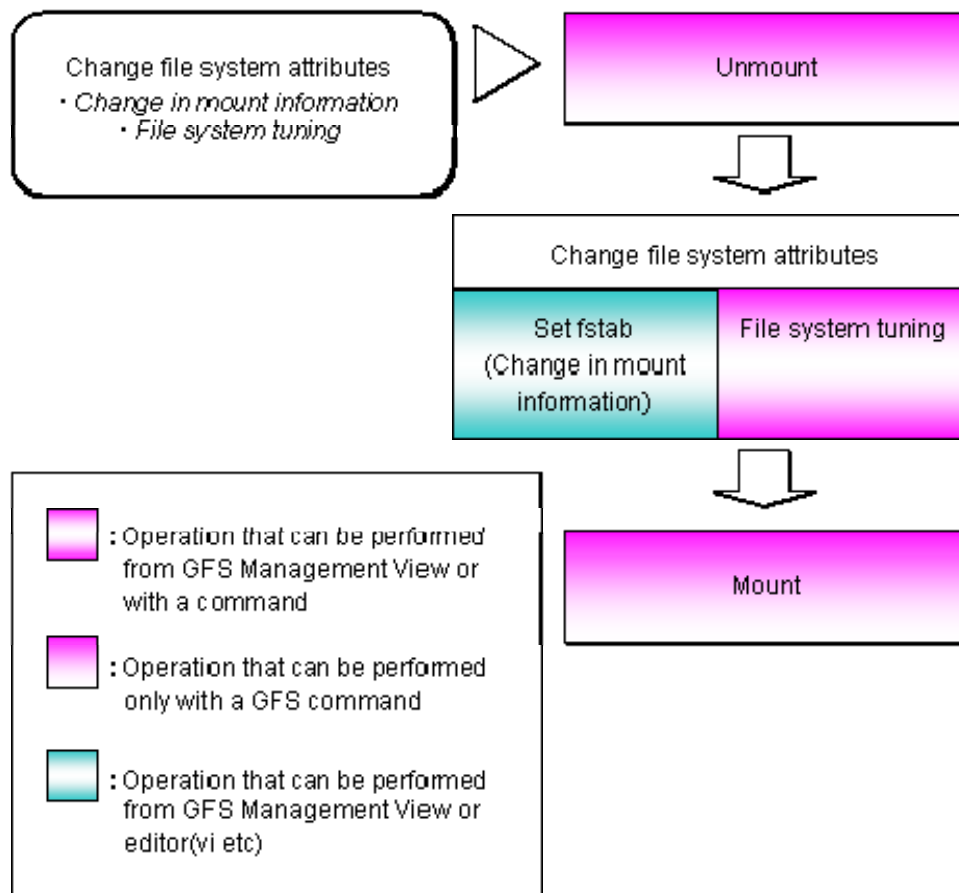 Change file system attributes
・Change in mount information
・File system tuning
Unmount
Change file system attributes
Set fstab
(Change in mount
information)
File system tuning
Mount
: Operation that can be performed
from GFS Management View or
with a command
: Operation that can be performed
only with a GFS command
: Operation that can be performed
from GFS Management View or
editor(vi etc)